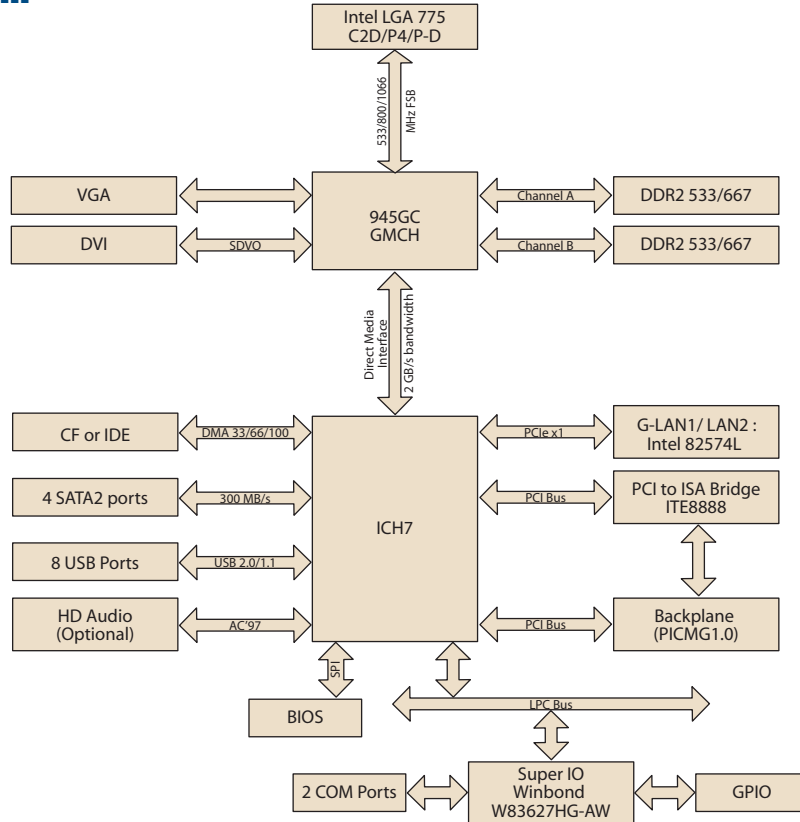 Intel LGA 775
C2D/P4/P-D
533/800/1066
MHz FSB
VGA
945GC
GMCH
Channel A
DDR2 533/667
DVI
SDVO
Channel B
DDR2 533/667
Direct Media
Interface
2 GB/s bandwidth
CF or IDE
DMA 33/66/100
PCIe x1
G-LAN1/ LAN2 :
Intel 82574L
4 SATA2 ports
300 MB/s
ICH7
PCI Bus
PCI to ISA Bridge
ITE8888
8 USB Ports
USB 2.0/1.1
HD Audio
(Optional)
AC'97
PCI Bus
Backplane
(PICMG1.0)
SPI
BIOS
LPC Bus
2 COM Ports
Super IO
Winbond
W83627HG-AW
GPIO